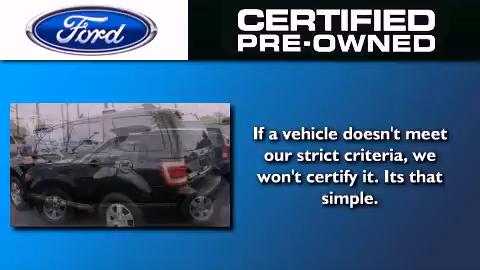 Ford
CERTIFIED
PRE-OWNED
If a vehicle doesn't meet
our strict criteria, we
won't certify it. Its that
simple.